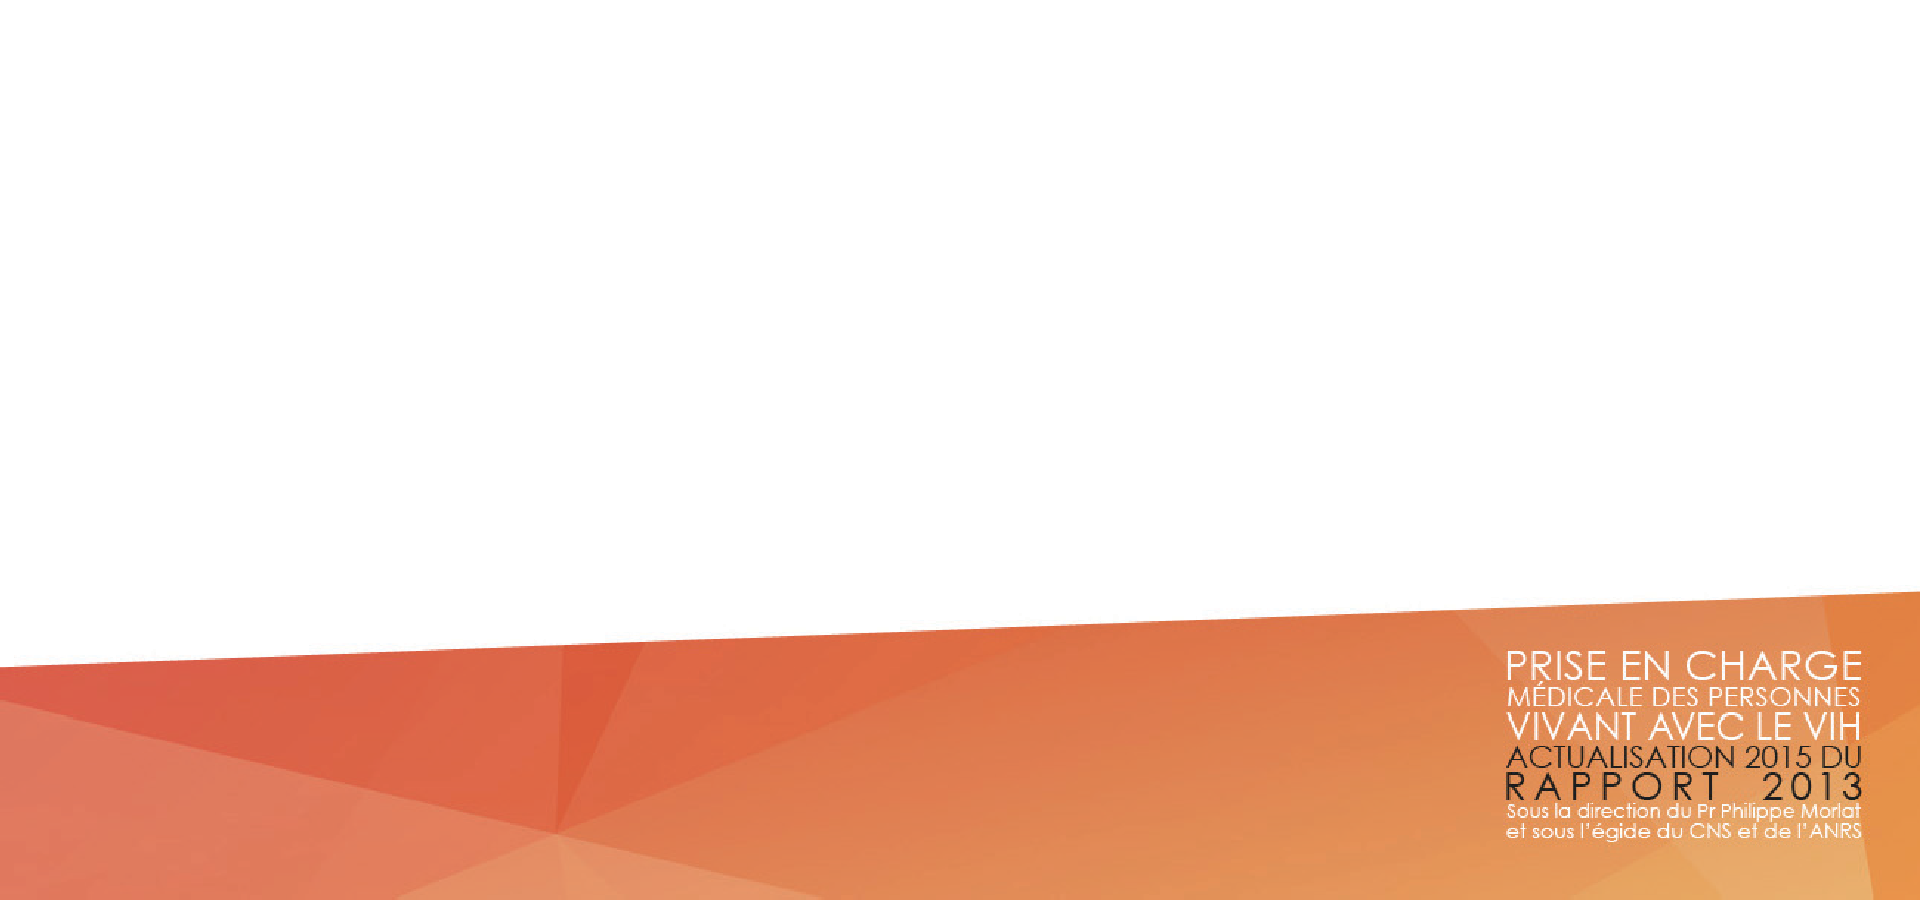 PRISE EN CHARGE
MÉDICALE DES PERSONNES
VIVANT AVEC LE VIH
ACTUALISATION 2015 DU
RAPPORT 2013
Sous la direction du Pr Philippe Morlat
et sous l'égide du CNS et de l'ANRS